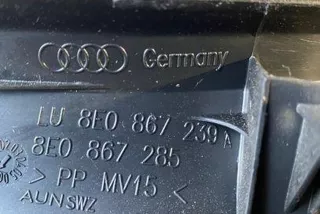 Germany
LU 8E0 867 239 A
8E0 867 285
> PP MV15 <
AUNSWZ